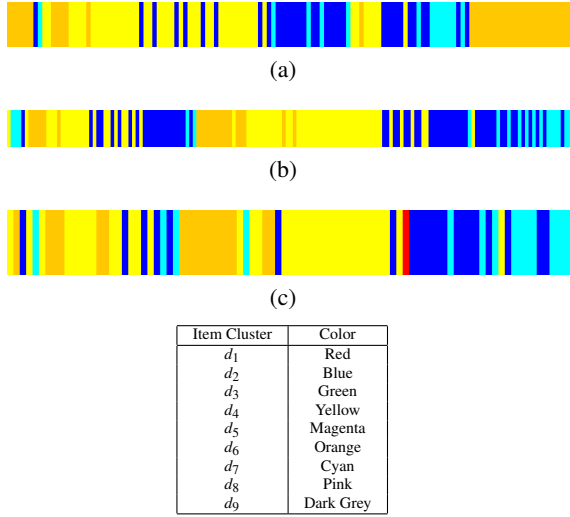 (a)
(b)
(c)
Item Cluster Color
d1 Red
d2 Blue
d3 Green
d4 Yellow
d5 Magenta
d6 Orange
d7 Cyan
d8 Pink
d9 Dark Grey